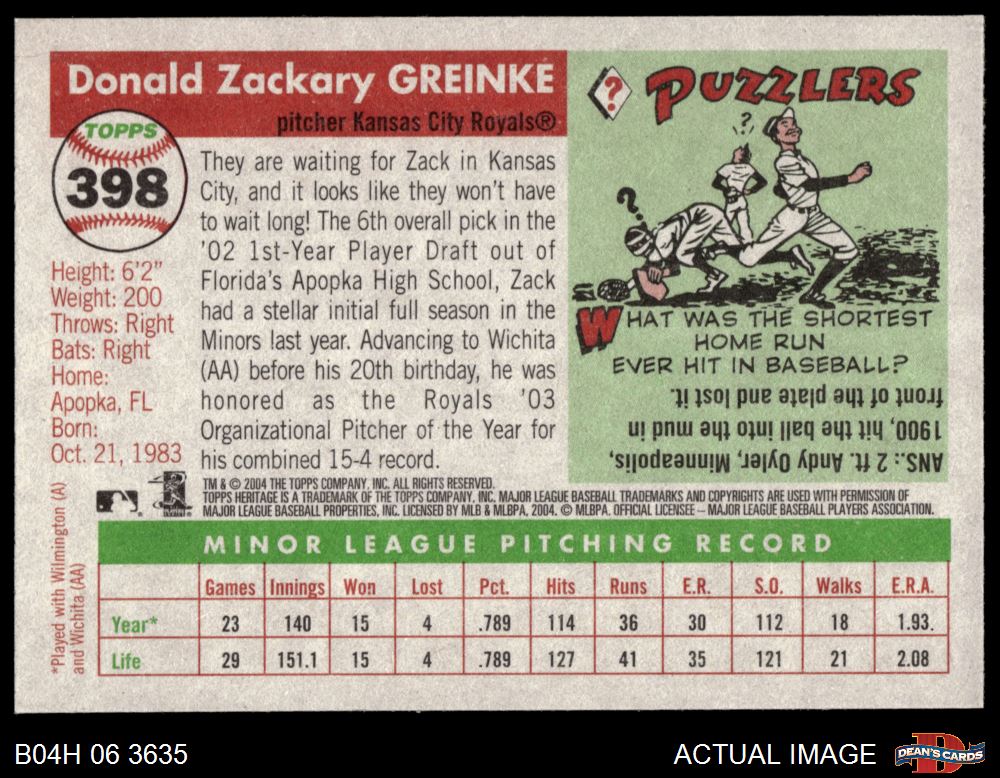 Donald Zackary GREINKE
pitcher Kansas City Royals®
TOPPS
398
Height: 6'2"
Weight: 200
Throws: Right
Bats: Right
Home:
Apopka, FL
Born:
Oct. 21, 1983
They are waiting for Zack in Kansas
City, and it looks like they won't have
to wait long! The 6th overall pick in the
'02 1st-Year Player Draft out of
Florida's Apopka High School, Zack
had a stellar initial full season in the
Minors last year. Advancing to Wichita
(AA) before his 20th birthday, he was
honored as the Royals '03
Organizational Pitcher of the Year for
his combined 15-4 record.
?
PUZZLERS
?
?
WHAT WAS THE SHORTEST
HOME RUN
EVER HIT IN BASEBALL?
ANS.: 2 ft. Andy Oyler, Minneapolis,
1900, hit the ball into the mud in
front of the plate and lost it.
TM & © 2004 THE TOPPS COMPANY, INC. ALL RIGHTS RESERVED.
TOPPS HERITAGE IS A TRADEMARK OF THE TOPPS COMPANY, INC. MAJOR LEAGUE BASEBALL TRADEMARKS AND COPYRIGHTS ARE USED WITH PERMISSION OF
MAJOR LEAGUE BASEBALL PROPERTIES, INC. LICENSED BY MLB & MLBPA, 2004. © MLBPA. OFFICIAL LICENSEE – MAJOR LEAGUE BASEBALL PLAYERS ASSOCIATION.
*Played with Wilmington (A)
and Wichita (AA)
MINOR LEAGUE PITCHING RECORD
Games Innings Won Lost Pct. Hits Runs E.R. S.O. Walks E.R.A.
Year* 23 140 15 4 .789 114 36 30 112 18 1.93.
Life 29 151.1 15 4 .789 127 41 35 121 21 2.08
B04H 06 3635
ACTUAL IMAGE
DEAN'S CARDS